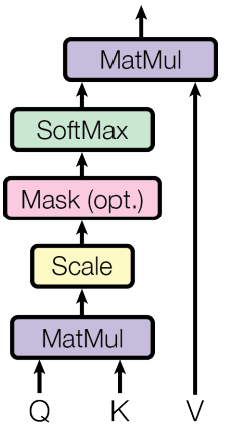 MatMul
SoftMax
Mask (opt.)
Scale
MatMul
Q K V